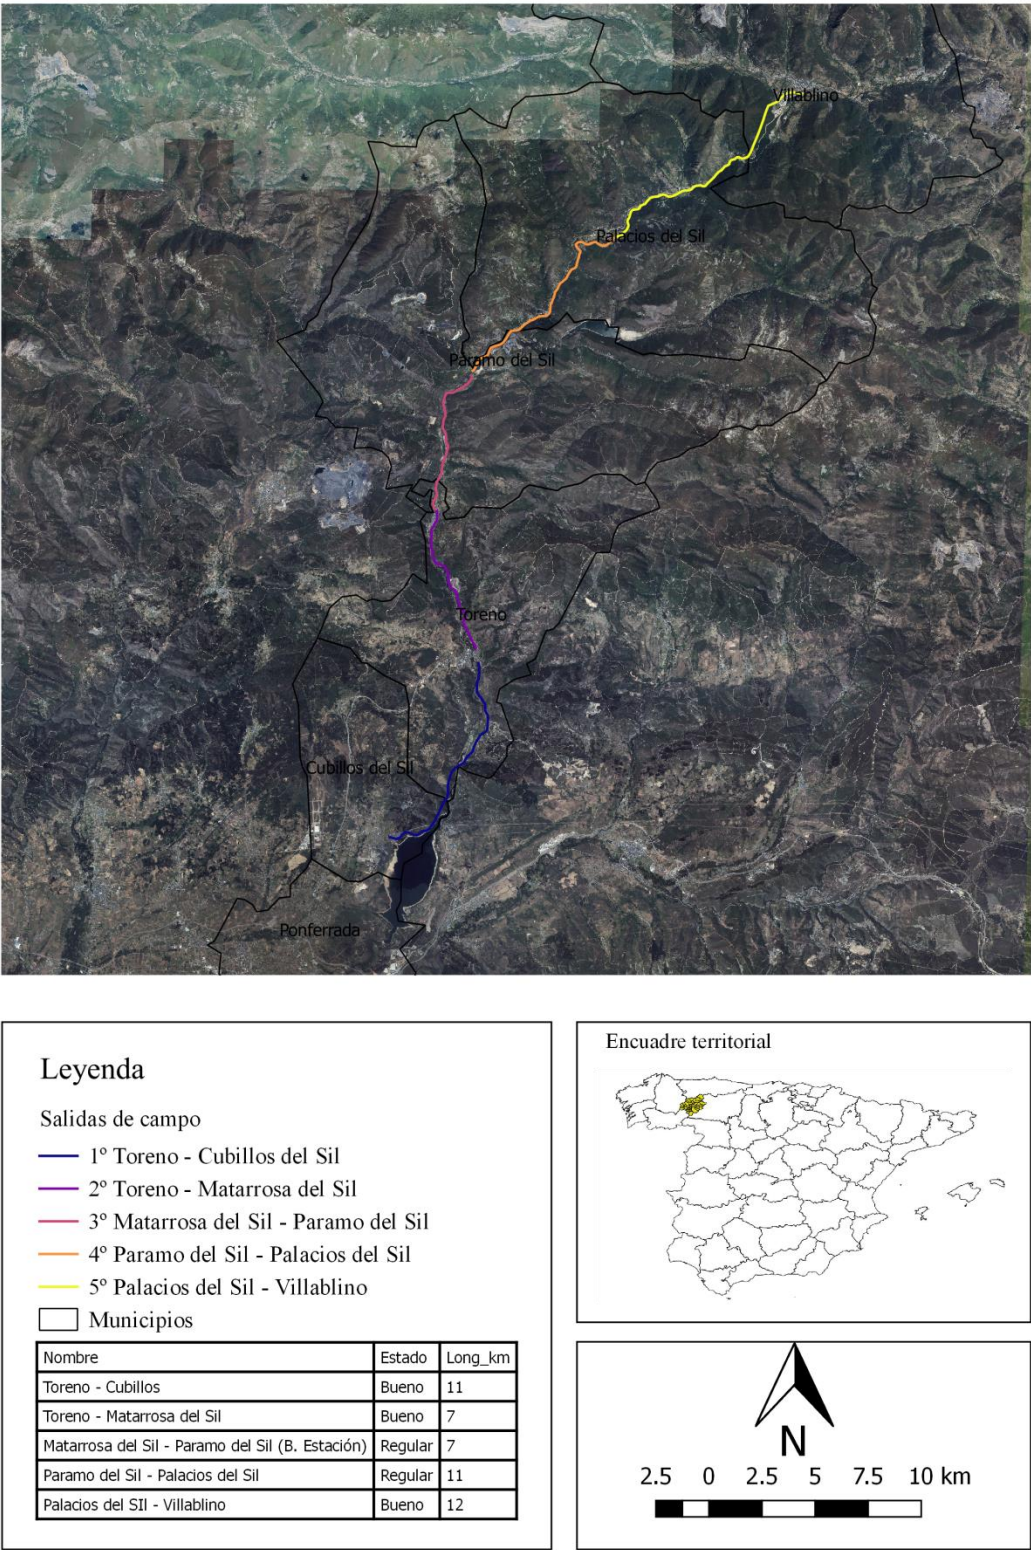 Villablino
Palacios del Sil
Paramo del Sil
Toreno
Cubillos del Sil
Ponferrada
Leyenda
Salidas de campo
1º Toreno - Cubillos del Sil
2º Toreno - Matarrosa del Sil
3º Matarrosa del Sil - Paramo del Sil
4º Paramo del Sil - Palacios del Sil
5º Palacios del Sil - Villablino
Municipios
Nombre Estado Long_km
Toreno - Cubillos Bueno 11
Toreno - Matarrosa del Sil Bueno 7
Matarrosa del Sil - Paramo del Sil (B. Estación) Regular 7
Paramo del Sil - Palacios del Sil Regular 11
Palacios del SIl - Villablino Bueno 12
Encuadre territorial
N
2.5 0 2.5 5 7.5 10 km